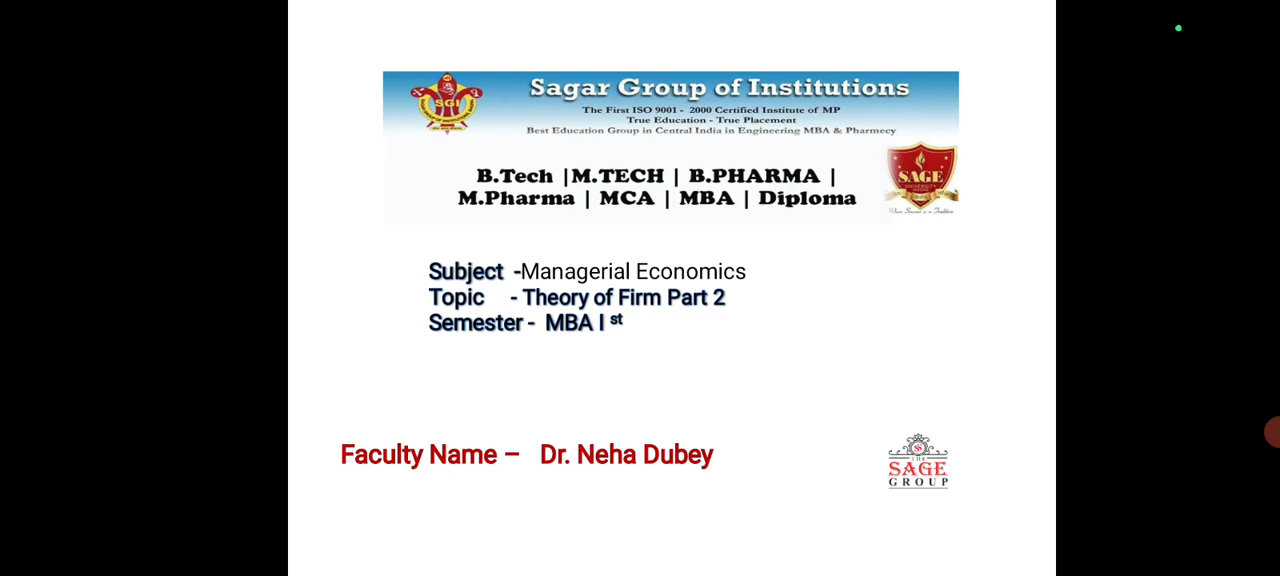 Sagar Group of Institutions
SGI
The First ISO 9001 - 2000 Certified Institute of MP
True Education - True Placement
Best Education Group in Central India in Engineering MBA & Pharmecy
B.Tech |M.TECH | B.PHARMA |
M.Pharma | MCA | MBA | Diploma
SAGE
UNIVERSITY
Subject -Managerial Economics
Topic - Theory of Firm Part 2
Semester - MBA I st
Faculty Name – Dr. Neha Dubey
THE
SAGE
GROUP